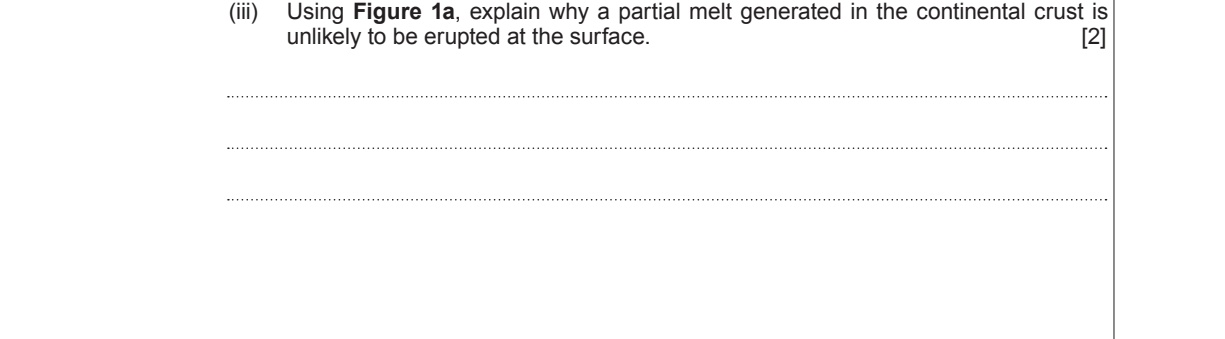 (iii) Using Figure 1a, explain why a partial melt generated in the continental crust is
unlikely to be erupted at the surface. [2]